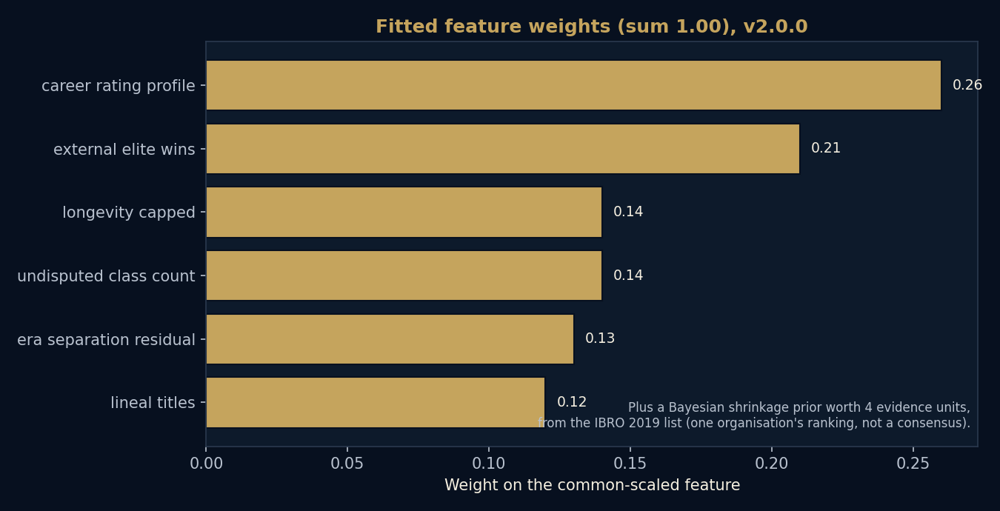 Fitted feature weights (sum 1.00), v2.0.0
career rating profile 0.26
external elite wins 0.21
longevity capped 0.14
undisputed class count 0.14
era separation residual 0.13
lineal titles 0.12
Plus a Bayesian shrinkage prior worth 4 evidence units,
from the IBRO 2019 list (one organisation's ranking, not a consensus).
0.00 0.05 0.10 0.15 0.20 0.25
Weight on the common-scaled feature